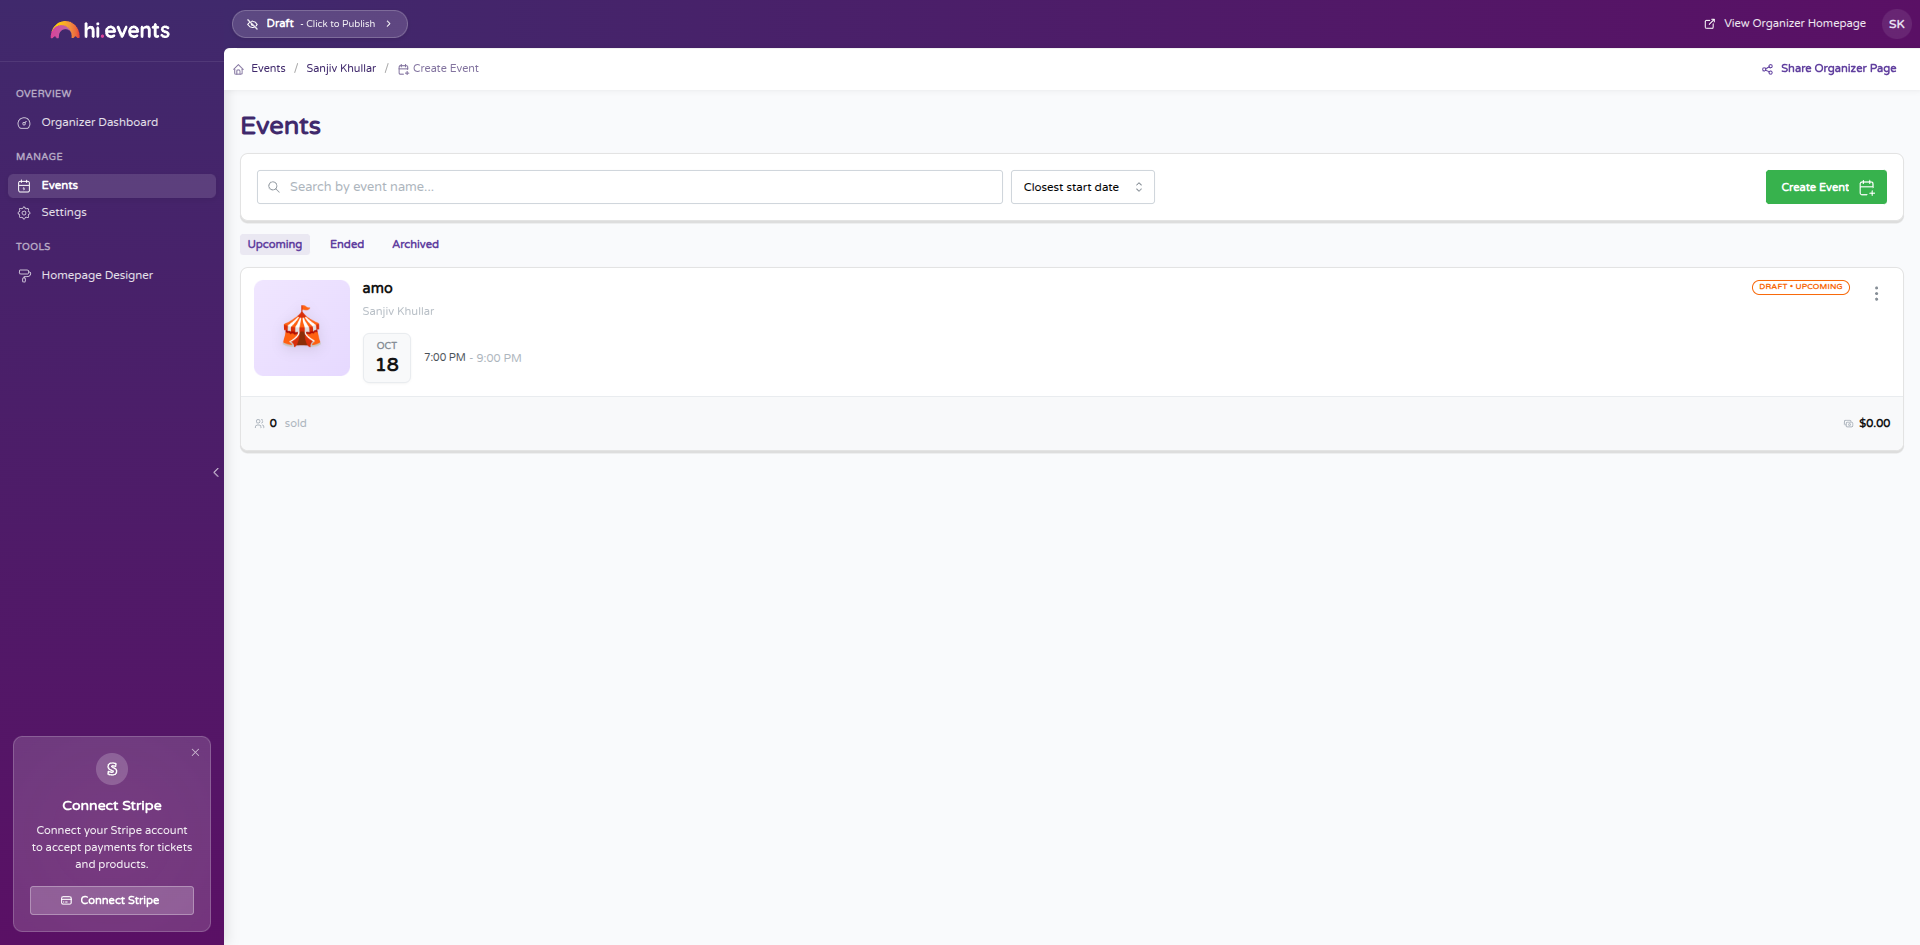 hi.events
Draft - Click to Publish
View Organizer Homepage
SK
Events / Sanjiv Khullar / Create Event
Share Organizer Page
OVERVIEW
Organizer Dashboard
MANAGE
Events
Settings
TOOLS
Homepage Designer
Events
Search by event name...
Closest start date
Create Event
Upcoming
Ended
Archived
amo
DRAFT • UPCOMING
Sanjiv Khullar
OCT
18
7:00 PM - 9:00 PM
0 sold
$0.00
Connect Stripe
Connect your Stripe account
to accept payments for tickets
and products.
Connect Stripe